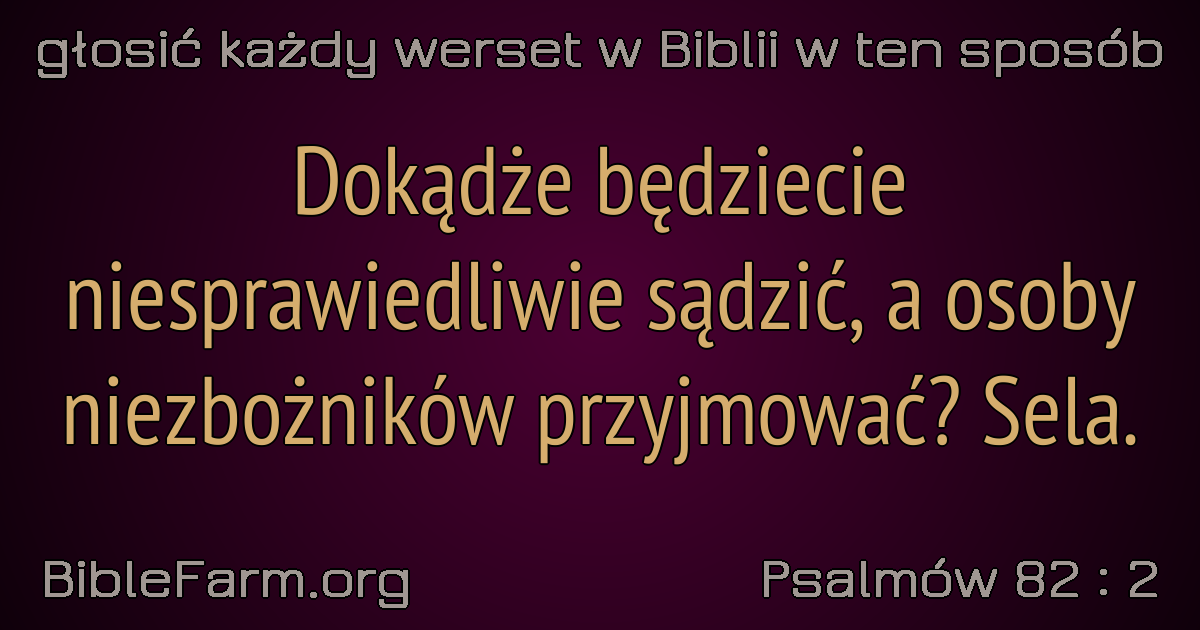 głosić każdy werset w Biblii w ten sposób
Dokądże będziecie
niesprawiedliwie sądzić, a osoby
niezbożników przyjmować? Sela.
BibleFarm.org
Psalmów 82 : 2